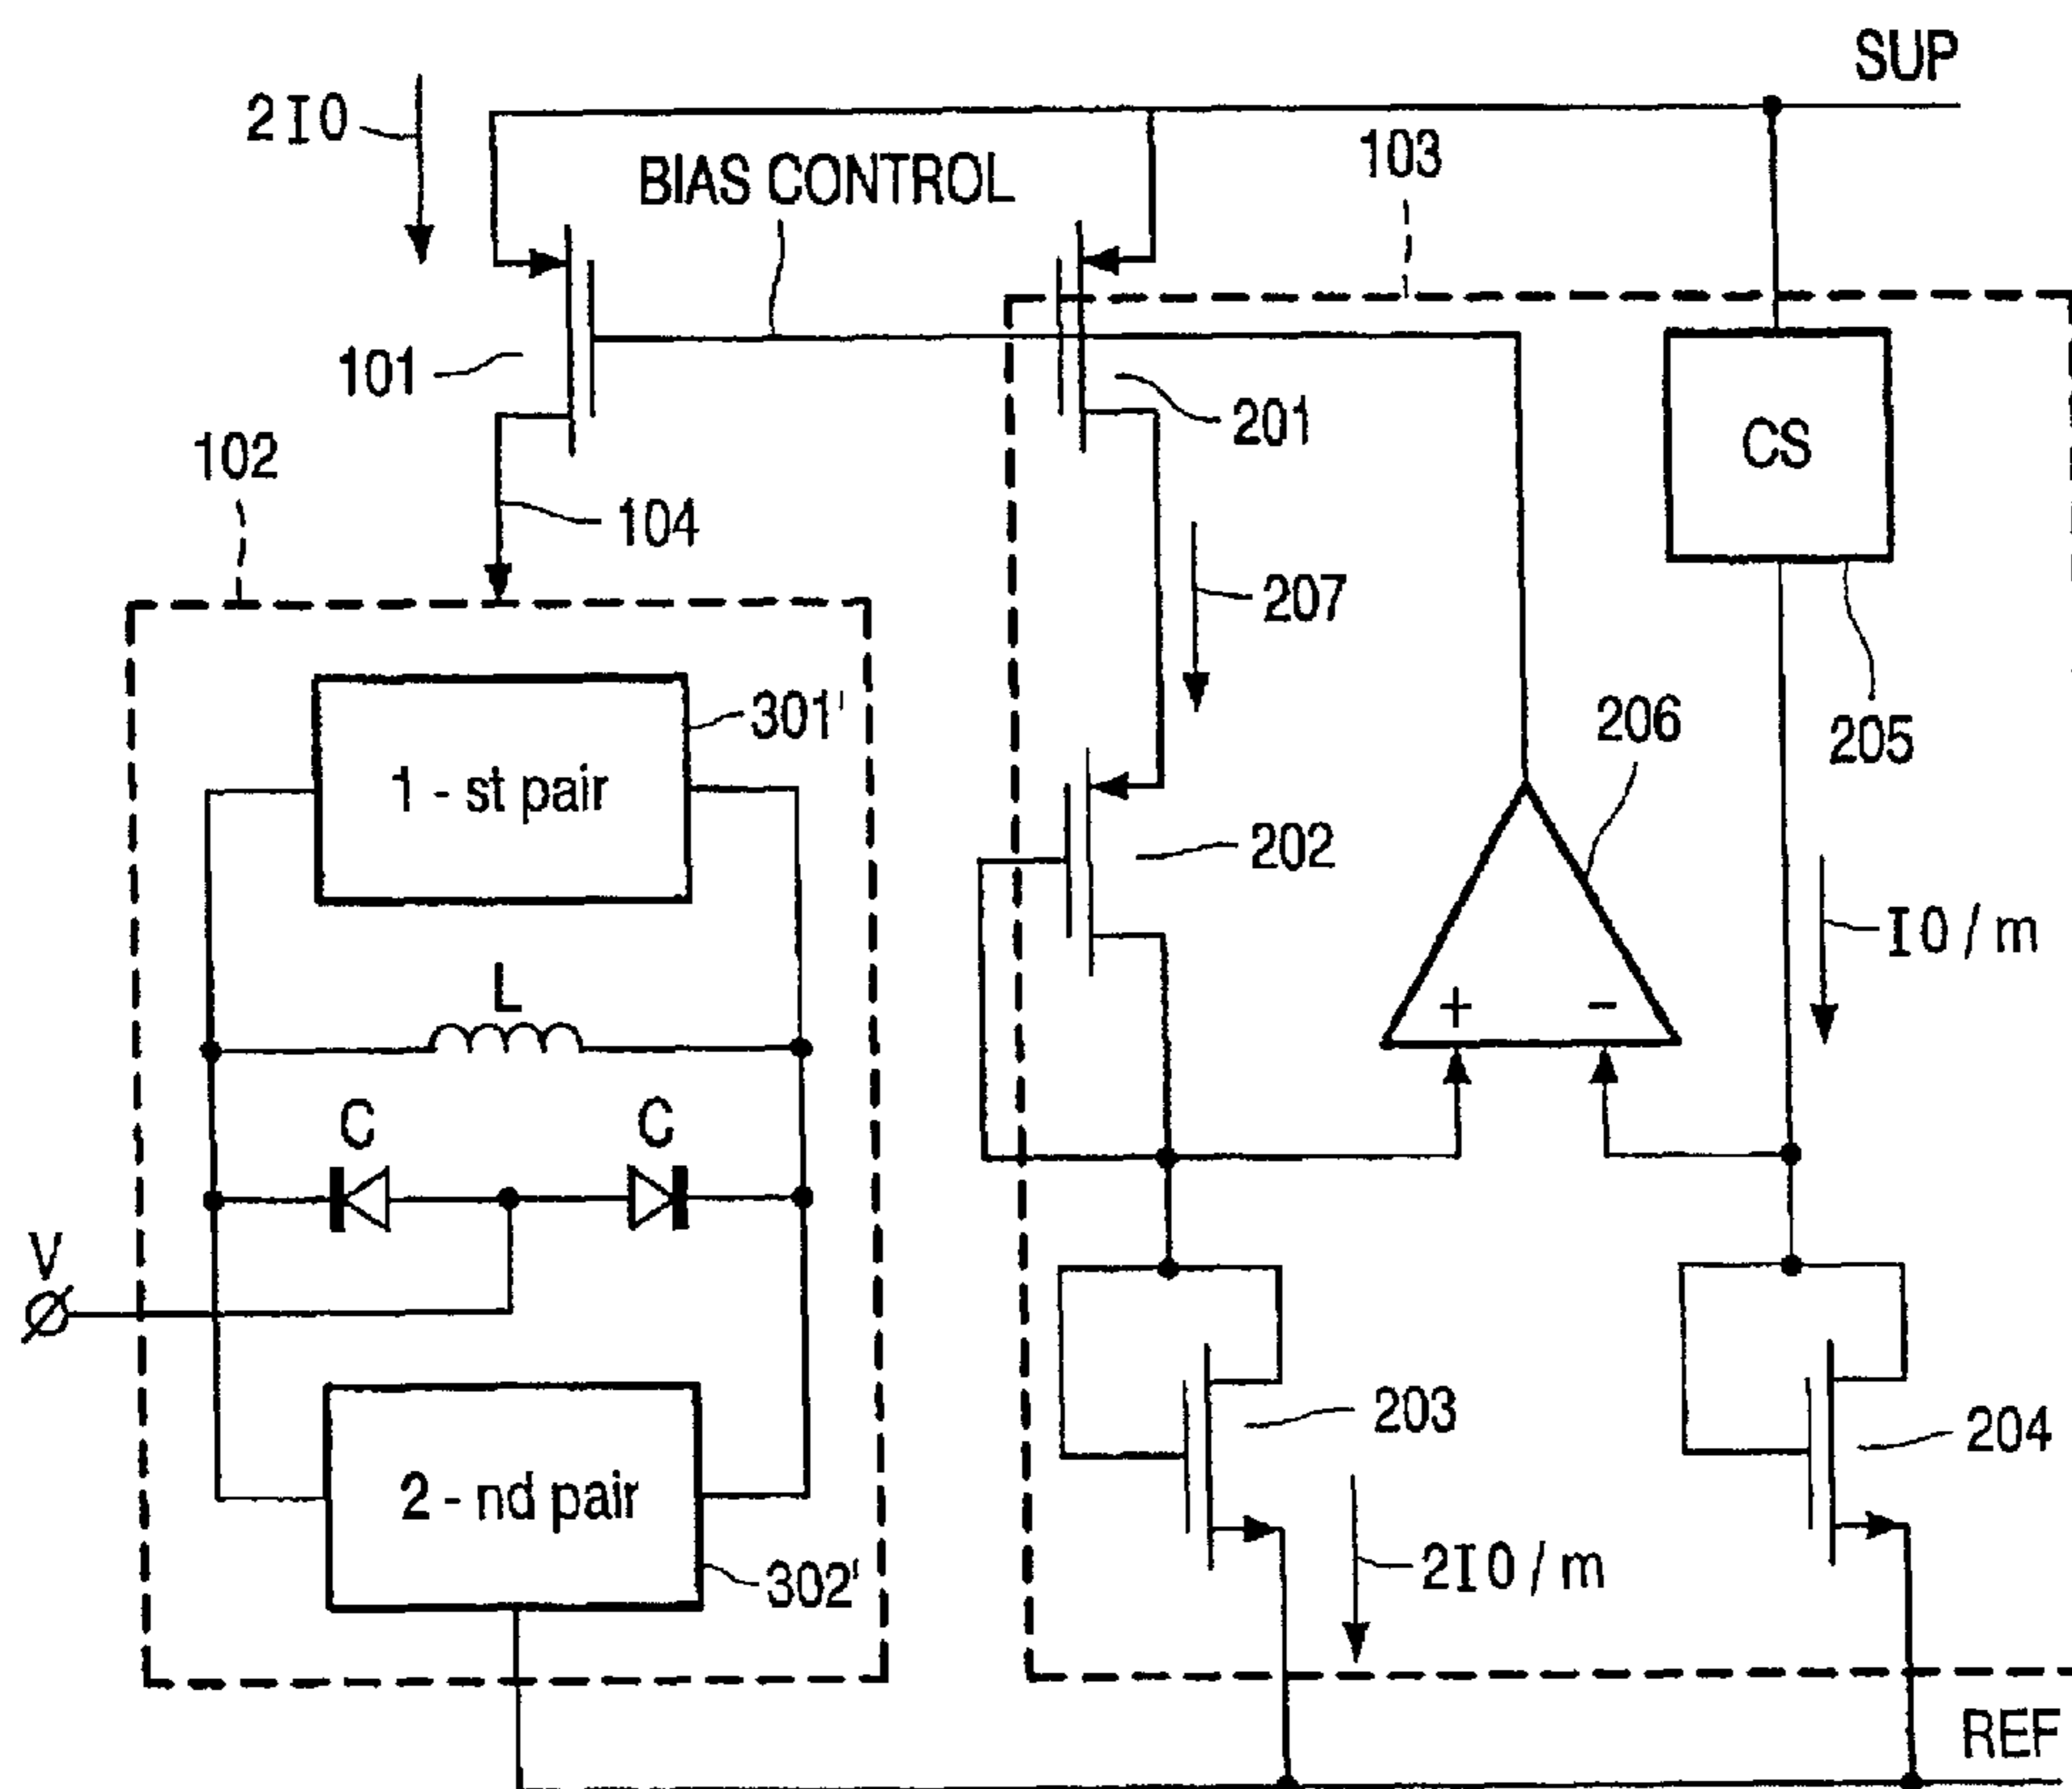 SUP
2I0
103
BIAS CONTROL
101
201
CS
102
104
207
301'
206
205
1 - st pair
202
I0 / m
L
+ -
C C
V
203
204
2 - nd pair
2I0 / m
302'
REF